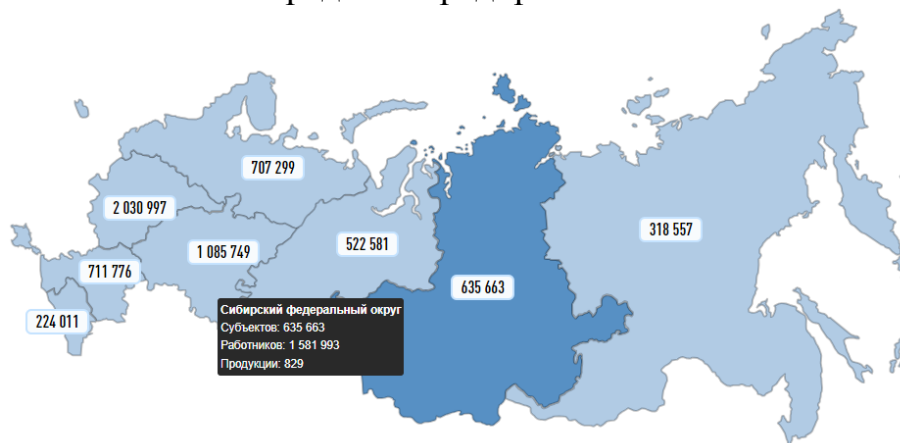 707 299
2 030 997
318 557
522 581
1 085 749
711 776
635 663
224 011
Сибирский федеральный округ
Субъектов: 635 663
Работников: 1 581 993
Продукции: 829